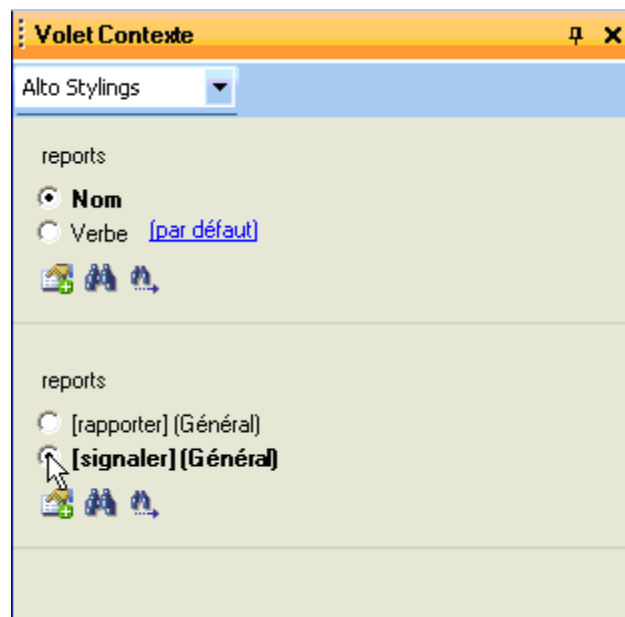 Volet Contexte
Alto Stylings
reports
Nom
Verbe (par défaut)
reports
[rapporter] (Général)
[signaler] (Général)